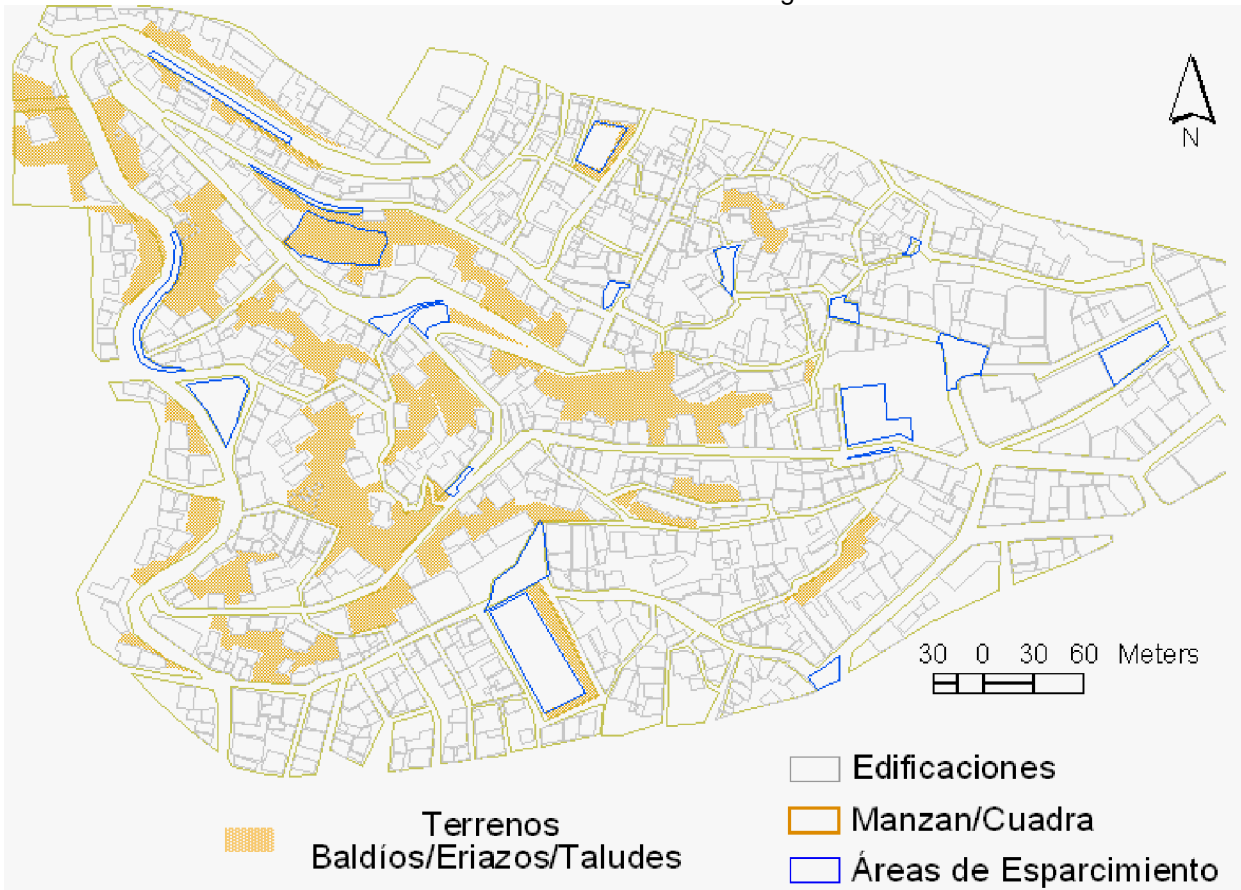 N
30 0 30 60 Meters
Edificaciones
Manzan/Cuadra
Áreas de Esparcimiento
Terrenos
Baldíos/Eriazos/Taludes